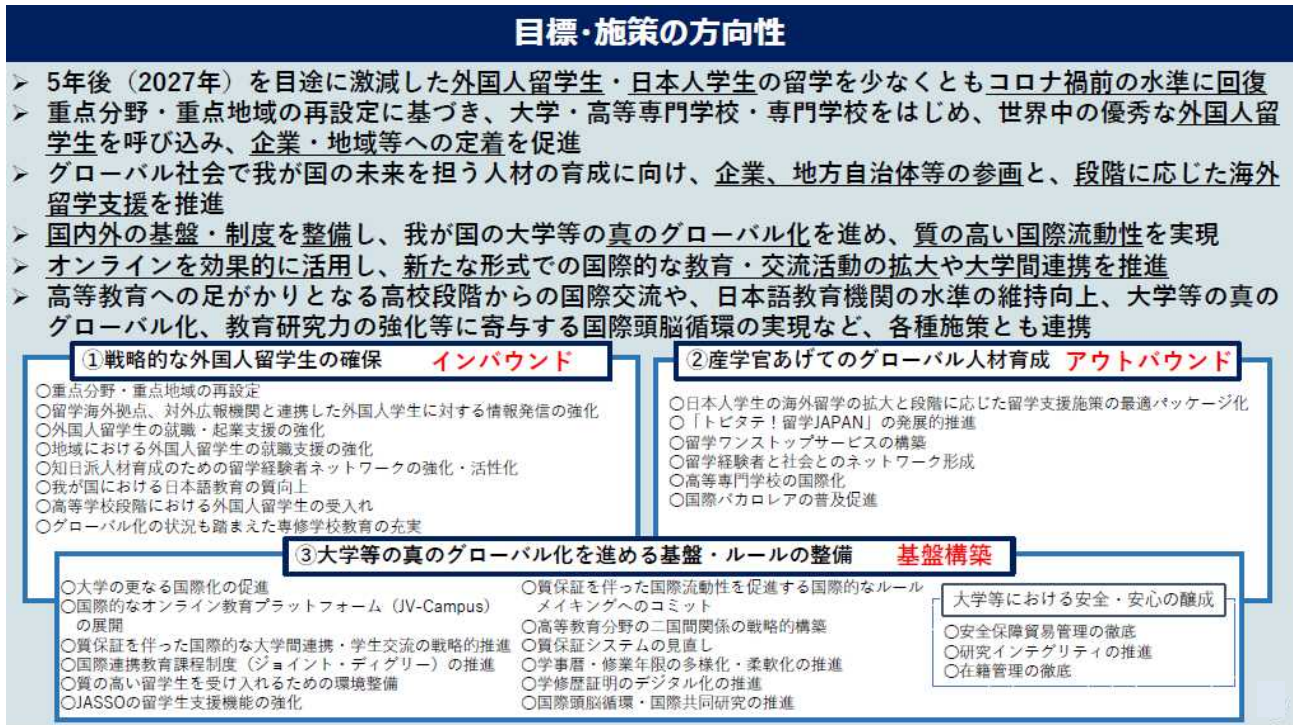 目標・施策の方向性
➢ 5年後（2027年）を目途に激減した外国人留学生・日本人学生の留学を少なくともコロナ禍前の水準に回復
➢ 重点分野・重点地域の再設定に基づき、大学・高等専門学校・専門学校をはじめ、世界中の優秀な外国人留
学生を呼び込み、企業・地域等への定着を促進
➢ グローバル社会で我が国の未来を担う人材の育成に向け、企業、地方自治体等の参画と、段階に応じた海外
留学支援を推進
➢ 国内外の基盤・制度を整備し、我が国の大学等の真のグローバル化を進め、質の高い国際流動性を実現
➢ オンラインを効果的に活用し、新たな形式での国際的な教育・交流活動の拡大や大学間連携を推進
➢ 高等教育への足がかりとなる高校段階からの国際交流や、日本語教育機関の水準の維持向上、大学等の真の
グローバル化、教育研究力の強化等に寄与する国際頭脳循環の実現など、各種施策とも連携
①戦略的な外国人留学生の確保 インバウンド
○重点分野・重点地域の再設定
○留学海外拠点、対外広報機関と連携した外国人学生に対する情報発信の強化
○外国人留学生の就職・起業支援の強化
○地域における外国人留学生の就職支援の強化
○知日派人材育成のための留学経験者ネットワークの強化・活性化
○我が国における日本語教育の質向上
○高等学校段階における外国人留学生の受入れ
○グローバル化の状況も踏まえた専修学校教育の充実
②産学官あげてのグローバル人材育成 アウトバウンド
○日本人学生の海外留学の拡大と段階に応じた留学支援施策の最適パッケージ化
○「トビタテ！留学JAPAN」の発展的推進
○留学ワンストップサービスの構築
○留学経験者と社会とのネットワーク形成
○高等専門学校の国際化
○国際バカロレアの普及促進
③大学等の真のグローバル化を進める基盤・ルールの整備 基盤構築
○大学の更なる国際化の促進
○国際的なオンライン教育プラットフォーム（JV-Campus）
の展開
○質保証を伴った国際的な大学間連携・学生交流の戦略的推進
○国際連携教育課程制度（ジョイント・ディグリー）の推進
○質の高い留学生を受け入れるための環境整備
○JASSOの留学生支援機能の強化
○質保証を伴った国際流動性を促進する国際的なルール
メイキングへのコミット
○高等教育分野の二国間関係の戦略的構築
○質保証システムの見直し
○学事暦・修業年限の多様化・柔軟化の推進
○学修歴証明のデジタル化の推進
○国際頭脳循環・国際共同研究の推進
大学等における安全・安心の醸成
○安全保障貿易管理の徹底
○研究インテグリティの推進
○在籍管理の徹底